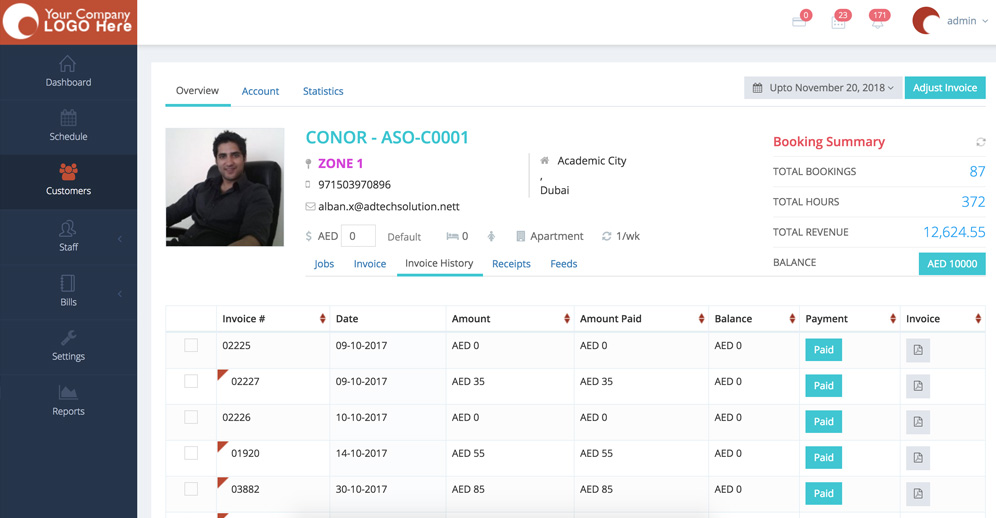 Your Company
LOGO Here
0
23
171
admin
Dashboard
Schedule
Customers
Staff
Bills
Settings
Reports
Overview
Account
Statistics
Upto November 20, 2018
Adjust Invoice
CONOR - ASO-C0001
ZONE 1
971503970896
alban.x@adtechsolution.nett
Academic City
,
Dubai
$ AED 0 Default 0 Apartment 1/wk
Booking Summary
TOTAL BOOKINGS 87
TOTAL HOURS 372
TOTAL REVENUE 12,624.55
BALANCE AED 10000
Jobs Invoice Invoice History Receipts Feeds
Invoice # Date Amount Amount Paid Balance Payment Invoice
02225 09-10-2017 AED 0 AED 0 AED 0 Paid
02227 09-10-2017 AED 35 AED 35 AED 0 Paid
02226 10-10-2017 AED 0 AED 0 AED 0 Paid
01920 14-10-2017 AED 55 AED 55 AED 0 Paid
03882 30-10-2017 AED 85 AED 85 AED 0 Paid